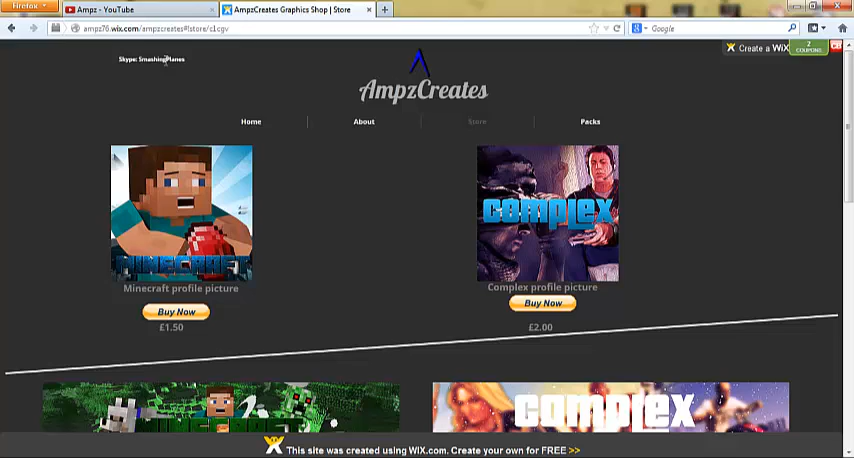 Firefox
Ampz - YouTube
AmpzCreates Graphics Shop | Store
ampz76.wix.com/ampzcreates#!store/c1cgv
Google
Skype: SmashingPlanes
Create a WiX
2
COUPONS
AmpzCreates
Home
About
Store
Packs
MINECRAFT
COMPLEX
Minecraft profile picture
Complex profile picture
Buy Now
Buy Now
£1.50
£2.00
MINECRAFT
COMPLEX
This site was created using WIX.com. Create your own for FREE >>